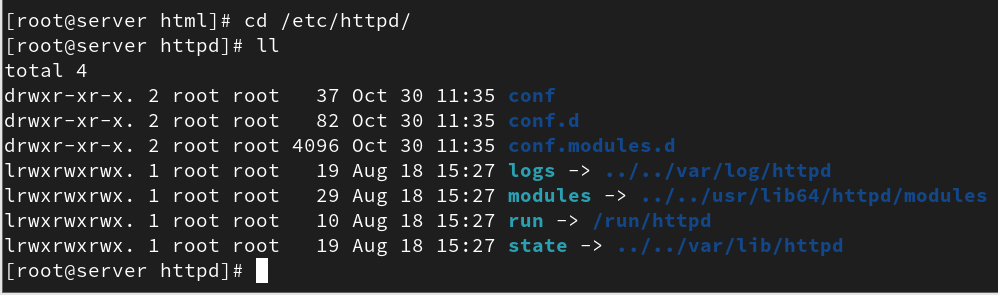 [root@server html]# cd /etc/httpd/
[root@server httpd]# ll
total 4
drwxr-xr-x. 2 root root   37 Oct 30 11:35 conf
drwxr-xr-x. 2 root root   82 Oct 30 11:35 conf.d
drwxr-xr-x. 2 root root 4096 Oct 30 11:35 conf.modules.d
lrwxrwxrwx. 1 root root   19 Aug 18 15:27 logs -> ../../var/log/httpd
lrwxrwxrwx. 1 root root   29 Aug 18 15:27 modules -> ../../usr/lib64/httpd/modules
lrwxrwxrwx. 1 root root   10 Aug 18 15:27 run -> /run/httpd
lrwxrwxrwx. 1 root root   19 Aug 18 15:27 state -> ../../var/lib/httpd
[root@server httpd]#